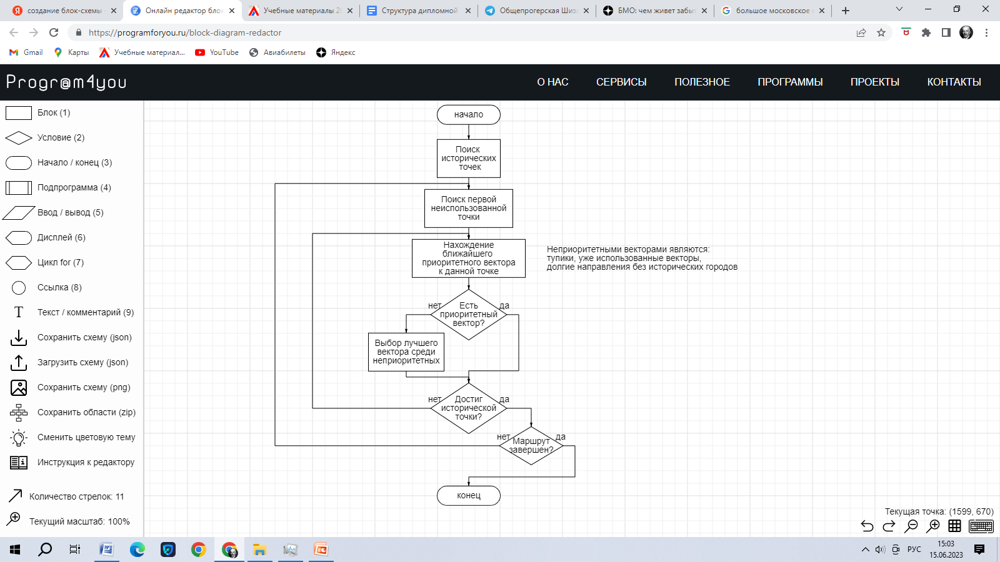 создание блок-схемы
Онлайн редактор блок
Учебные материалы 2
Структура дипломной
Общепрогерская Шиза
БМО: чем живет забыт
большое московское
https://programforyou.ru/block-diagram-redactor
Gmail
Карты
Учебные материал...
YouTube
Авиабилеты
Яндекс
Progr@m4you
О НАС
СЕРВИСЫ
ПОЛЕЗНОЕ
ПРОГРАММЫ
ПРОЕКТЫ
КОНТАКТЫ
Блок (1)
Условие (2)
Начало / конец (3)
Подпрограмма (4)
Ввод / вывод (5)
Дисплей (6)
Цикл for (7)
Ссылка (8)
T Текст / комментарий (9)
Сохранить схему (json)
Загрузить схему (json)
Сохранить схему (png)
Сохранить области (zip)
Сменить цветовую тему
Инструкция к редактору
Количество стрелок: 11
Текущий масштаб: 100%
начало
Поиск
исторических
точек
Поиск первой
неиспользованной
точки
Нахождение
ближайшего
приоритетного вектора
к данной точке
Неприоритетными векторами являются:
тупики, уже использованные векторы,
долгие направления без исторических городов
нет
да
Есть
приоритетный
вектор?
Выбор лучшего
вектора среди
неприоритетных
нет
да
Достиг
исторической
точки?
нет
да
Маршрут
завершен?
конец
Текущая точка: (1599, 670)
РУС
15:03
15.06.2023